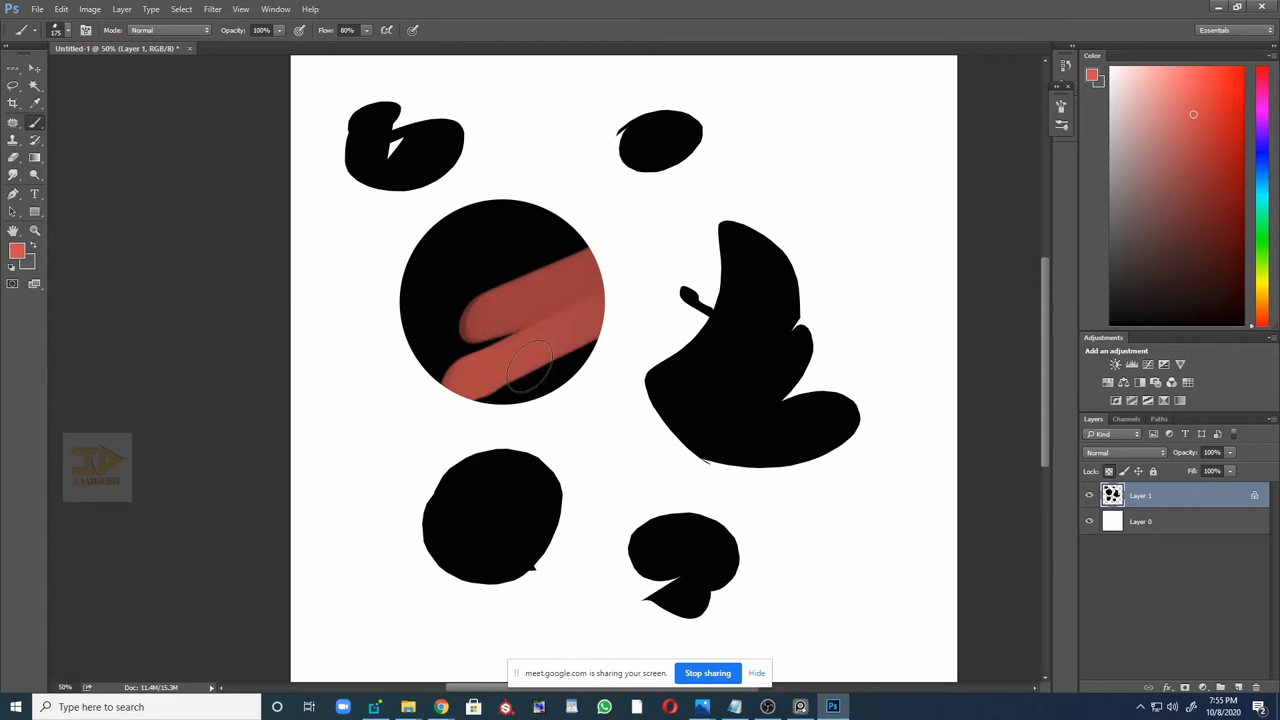 Ps File Edit Image Layer Type Select Filter View Window Help
175 Mode: Normal Opacity: 100% Flow: 80% Essentials
Untitled-1 @ 50% (Layer 1, RGB/8) *
Color
Adjustments
Add an adjustment
Layers Channels Paths
Kind
Normal Opacity: 100%
Lock: Fill: 100%
Layer 1
Layer 0
3D
meet.google.com is sharing your screen. Stop sharing Hide
50% Doc: 11.4M/15.3M
Type here to search
Ps
7:55 PM
10/8/2020